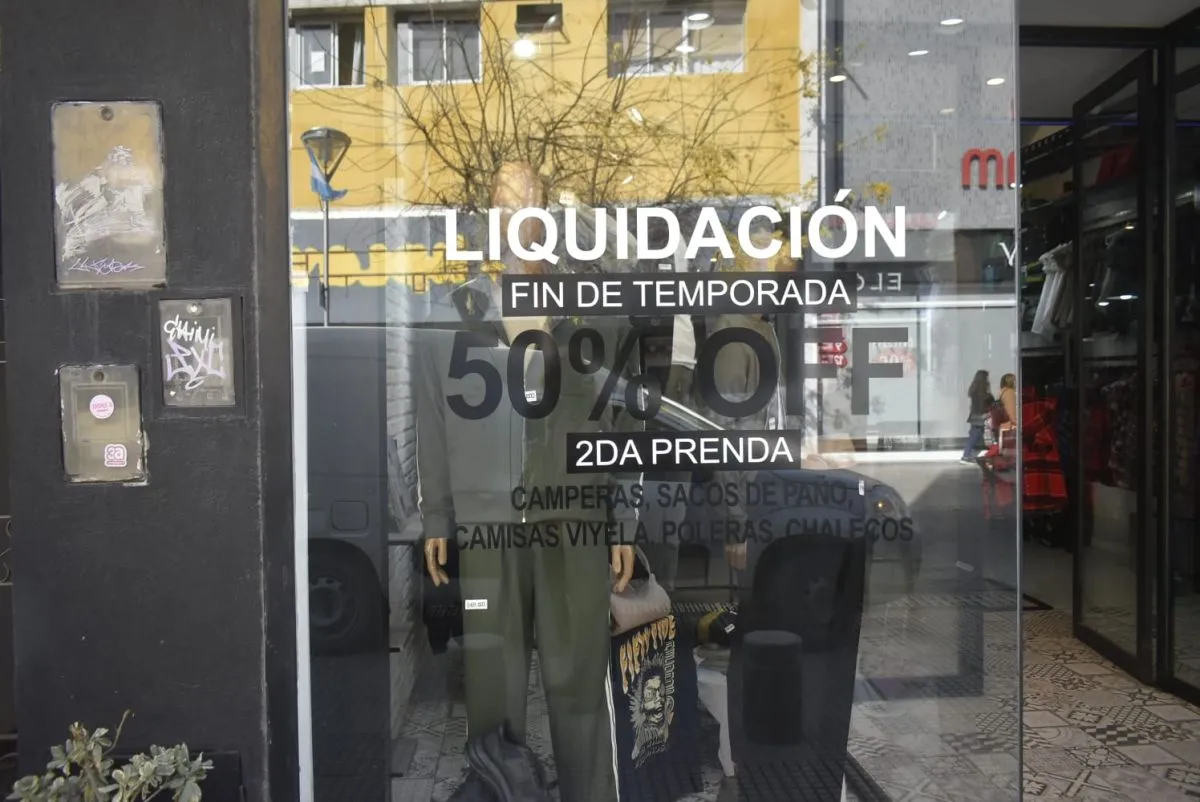 LIQUIDACIÓN
FIN DE TEMPORADA
50% OFF
2DA PRENDA
CAMPERAS, SACOS DE PAÑO,
CAMISAS VIYELA, POLERAS, CHALECOS